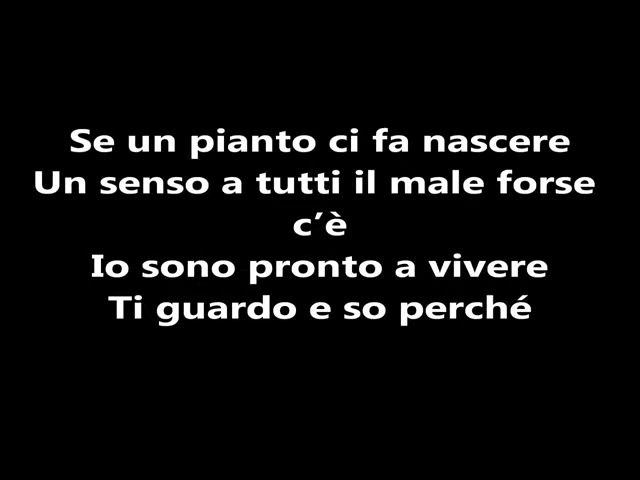 Se un pianto ci fa nascere
Un senso a tutti il male forse
c’è
Io sono pronto a vivere
Ti guardo e so perché